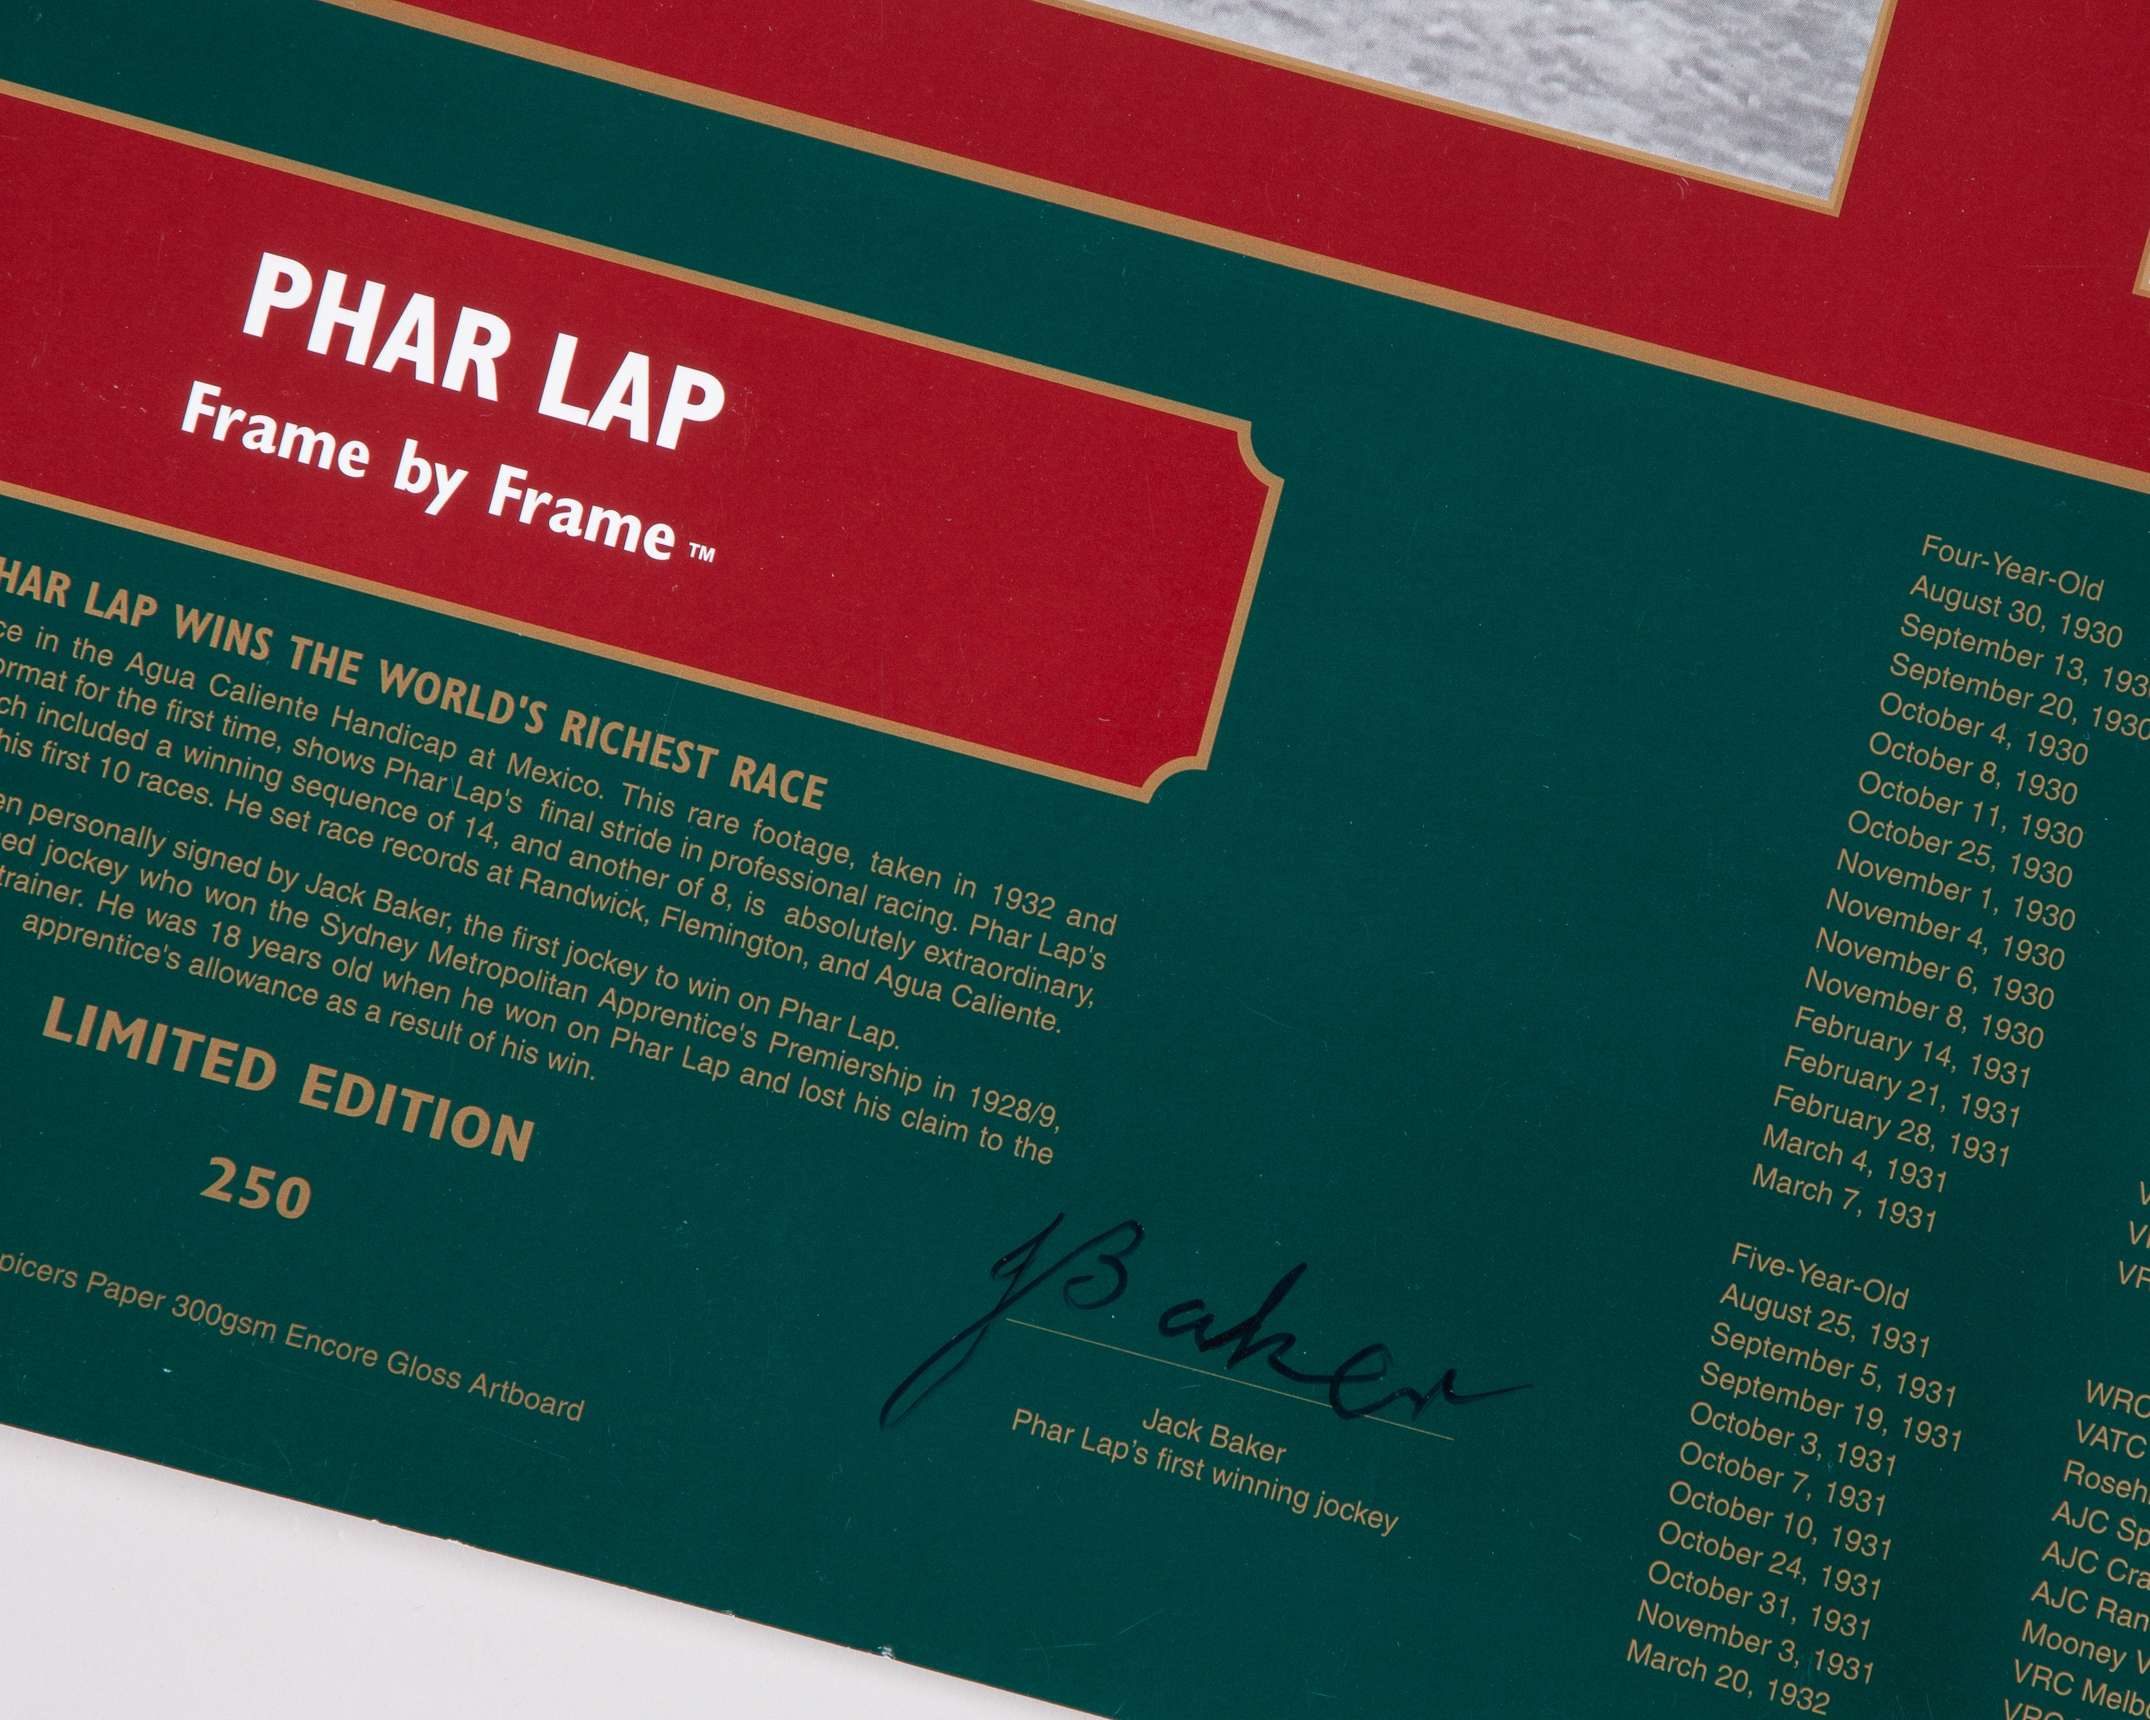 PHAR LAP
Frame by Frame™
HAR LAP WINS THE WORLD'S RICHEST RACE
in the Agua Caliente Handicap at Mexico. This rare footage, taken in 1932 and
for the first time, shows Phar Lap's final stride in professional racing. Phar Lap's
included a winning sequence of 14, and another of 8, is absolutely extraordinary,
his first 10 races. He set race records at Randwick, Flemington, and Agua Caliente.
personally signed by Jack Baker, the first jockey to win on Phar Lap.
jockey who won the Sydney Metropolitan Apprentice's Premiership in 1928/9,
trainer. He was 18 years old when he won on Phar Lap and lost his claim to the
apprentice's allowance as a result of his win.
LIMITED EDITION
250
picers Paper 300gsm Encore Gloss Artboard
J Baker
Jack Baker
Phar Lap's first winning jockey
Four-Year-Old
August 30, 1930
September 13, 193
September 20, 1930
October 4, 1930
October 8, 1930
October 11, 1930
October 25, 1930
November 1, 1930
November 4, 1930
November 6, 1930
November 8, 1930
February 14, 1931
February 21, 1931
February 28, 1931
March 4, 1931
March 7, 1931
Five-Year-Old
August 25, 1931
September 5, 1931
September 19, 1931
October 3, 1931
October 7, 1931
October 10, 1931
October 24, 1931
October 31, 1931
November 3, 1931
March 20, 1932
WRC
VATC
Roseh
AJC Sp
AJC Cra
AJC Ran
Mooney V
VRC Melb